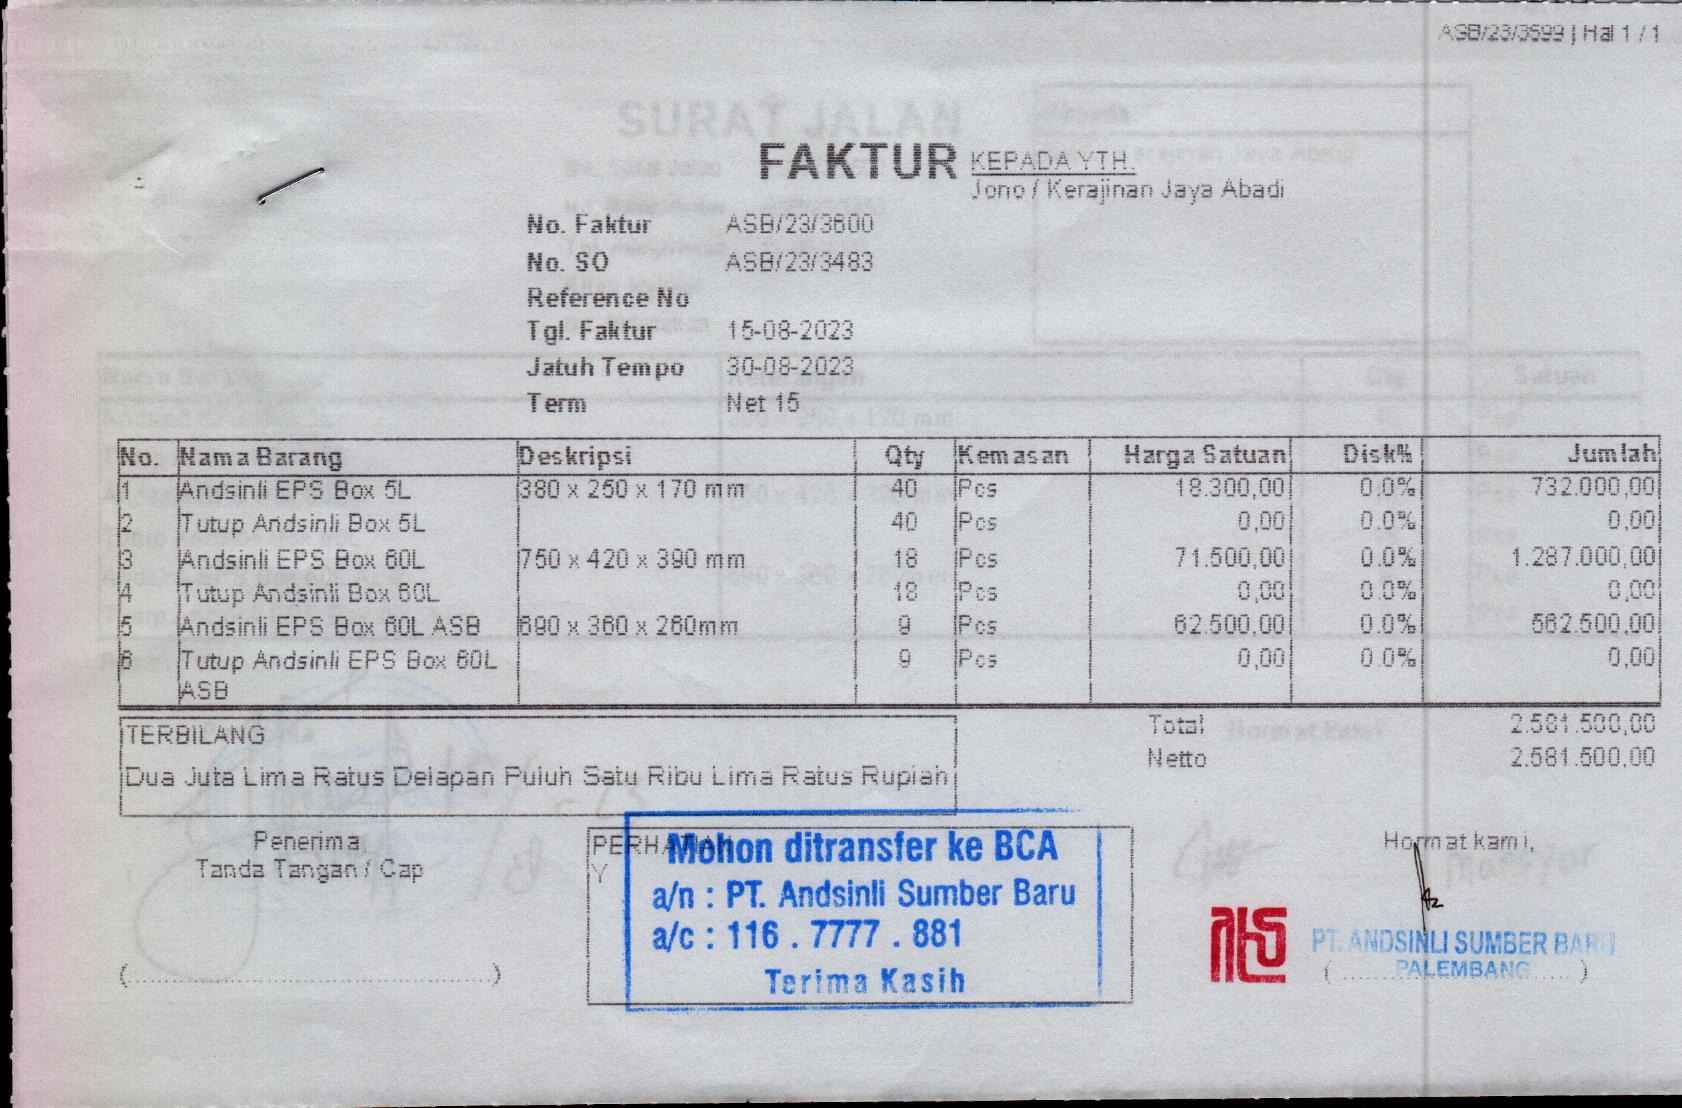 ASB/23/3599 | Hal 1 / 1
SURAT JALAN
FAKTUR
KEPADA YTH.
Jono / Kerajinan Jaya Abadi
No. Faktur ASB/23/3600
No. SO ASB/23/3483
Reference No
Tgl. Faktur 15-08-2023
Jatuh Tempo 30-08-2023
Term Net 15
No. Nama Barang Deskripsi Qty Kemasan Harga Satuan Disk% Jumlah
1 Andsinli EPS Box 5L 380 x 250 x 170 mm 40 Pcs 18.300,00 0.0% 732.000,00
2 Tutup Andsinli Box 5L 40 Pcs 0,00 0.0% 0,00
3 Andsinli EPS Box 60L 750 x 420 x 390 mm 18 Pcs 71.500,00 0.0% 1.287.000,00
4 Tutup Andsinli Box 60L 18 Pcs 0,00 0.0% 0,00
5 Andsinli EPS Box 60L ASB 690 x 360 x 260mm 9 Pcs 62.500,00 0.0% 562.500,00
6 Tutup Andsinli EPS Box 60L 9 Pcs 0,00 0.0% 0,00
ASB
TERBILANG
Dua Juta Lima Ratus Delapan Puluh Satu Ribu Lima Ratus Rupiah
Total 2.581.500,00
Netto 2.581.500,00
Penerima,
Tanda Tangan / Cap
PERHATIAN
Y
Mohon ditransfer ke BCA
a/n : PT. Andsinli Sumber Baru
a/c : 116 . 7777 . 881
Terima Kasih
Hormat kami,
PT. ANDSINLI SUMBER BARU
PALEMBANG